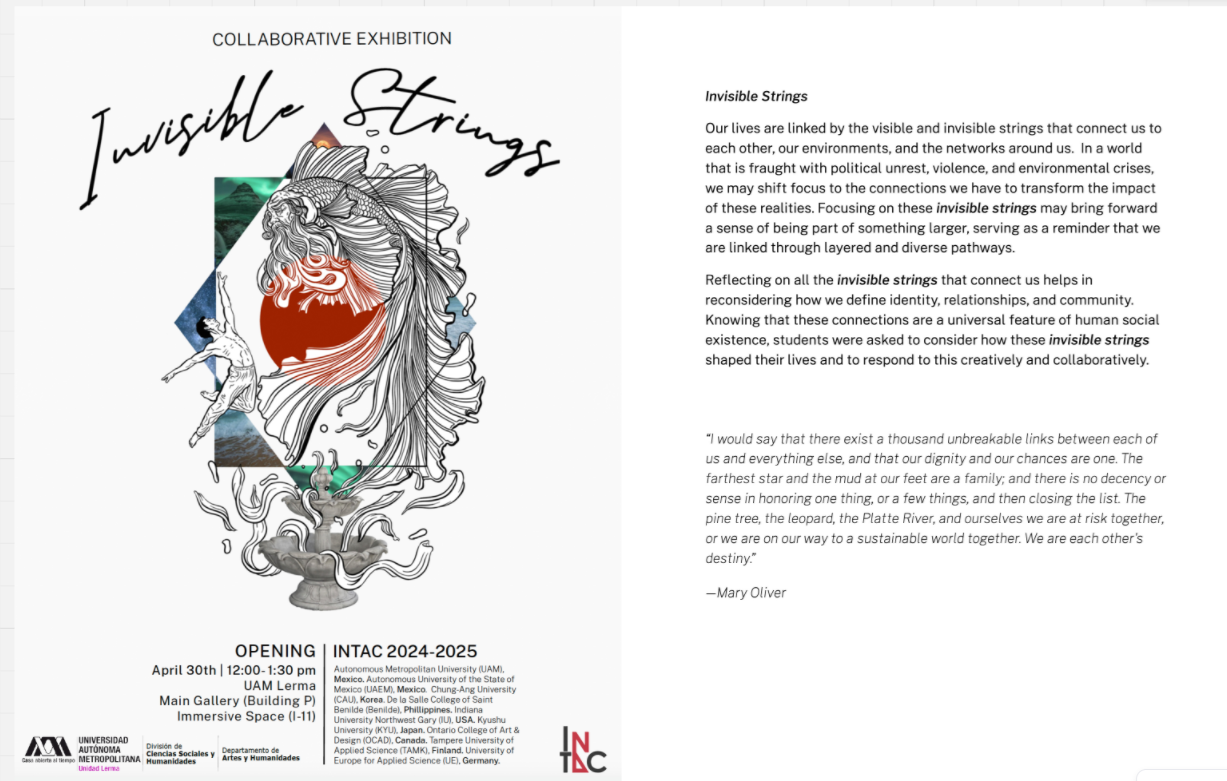 COLLABORATIVE EXHIBITION
Invisible Strings
OPENING
April 30th | 12:00-1:30 pm
UAM Lerma
Main Gallery (Building P)
Immersive Space (I-11)
INTAC 2024-2025
Autonomous Metropolitan University (UAM),
Mexico. Autonomous University of the State of
Mexico (UAEM), Mexico. Chung-Ang University
(CAU), Korea. De la Salle College of Saint
Benilde (Benilde), Phillippines. Indiana
University Northwest Gary (IU), USA. Kyushu
University (KYU), Japan. Ontario College of Art &
Design (OCAD), Canada. Tampere University of
Applied Science (TAMK), Finland. University of
Europe for Applied Science (UE), Germany.
Casa abierta al tiempo
UNIVERSIDAD
AUTÓNOMA
METROPOLITANA
Unidad Lerma
División de
Ciencias Sociales y
Humanidades
Departamento de
Artes y Humanidades
INTAC
Invisible Strings
Our lives are linked by the visible and invisible strings that connect us to
each other, our environments, and the networks around us.  In a world
that is fraught with political unrest, violence, and environmental crises,
we may shift focus to the connections we have to transform the impact
of these realities. Focusing on these invisible strings may bring forward
a sense of being part of something larger, serving as a reminder that we
are linked through layered and diverse pathways.
Reflecting on all the invisible strings that connect us helps in
reconsidering how we define identity, relationships, and community.
Knowing that these connections are a universal feature of human social
existence, students were asked to consider how these invisible strings
shaped their lives and to respond to this creatively and collaboratively.
“I would say that there exist a thousand unbreakable links between each of
us and everything else, and that our dignity and our chances are one. The
farthest star and the mud at our feet are a family; and there is no decency or
sense in honoring one thing, or a few things, and then closing the list. The
pine tree, the leopard, the Platte River, and ourselves we are at risk together,
or we are on our way to a sustainable world together. We are each other's
destiny.”
—Mary Oliver